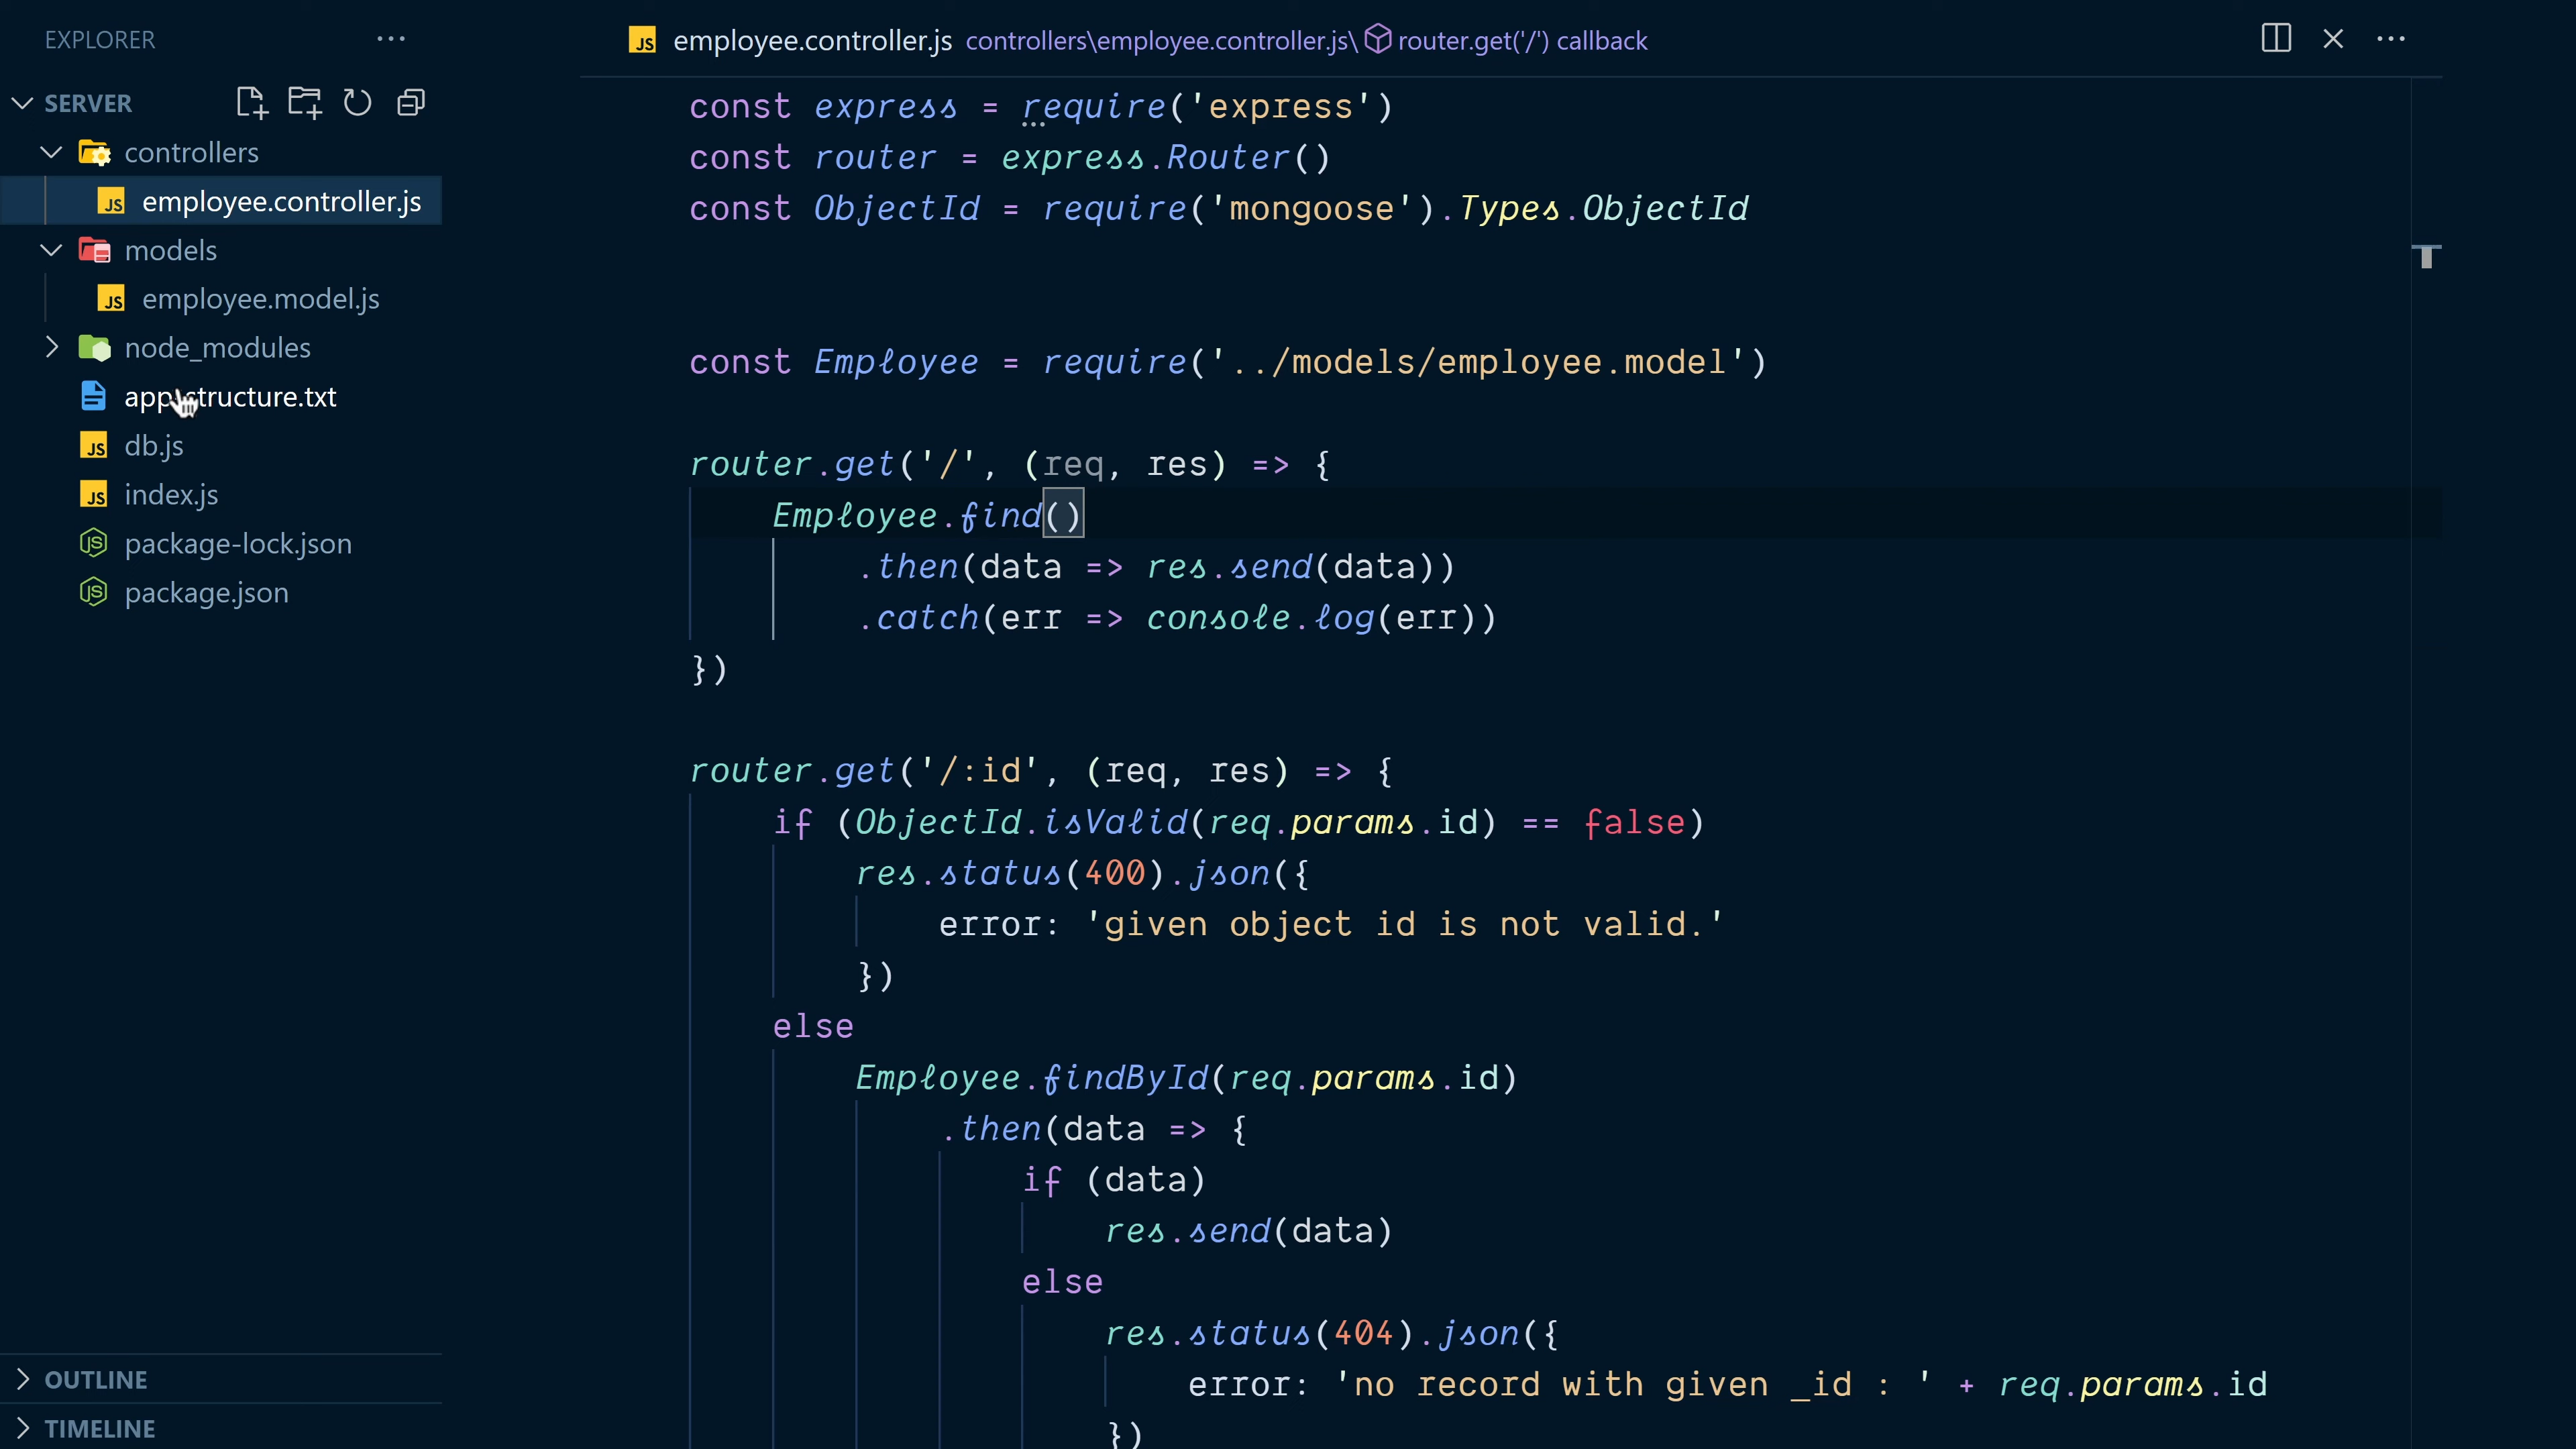 EXPLORER
SERVER
controllers
employee.controller.js
models
employee.model.js
node_modules
app structure.txt
db.js
index.js
package-lock.json
package.json
OUTLINE
TIMELINE
employee.controller.js controllers\employee.controller.js\ router.get('/') callback
const express = require('express')
const router = express.Router()
const ObjectId = require('mongoose').Types.ObjectId
const Employee = require('../models/employee.model')
router.get('/', (req, res) => {
Employee.find()
.then(data => res.send(data))
.catch(err => console.log(err))
})
router.get('/:id', (req, res) => {
if (ObjectId.isValid(req.params.id) == false)
res.status(400).json({
error: 'given object id is not valid.'
})
else
Employee.findById(req.params.id)
.then(data => {
if (data)
res.send(data)
else
res.status(404).json({
error: 'no record with given _id : ' + req.params.id
})